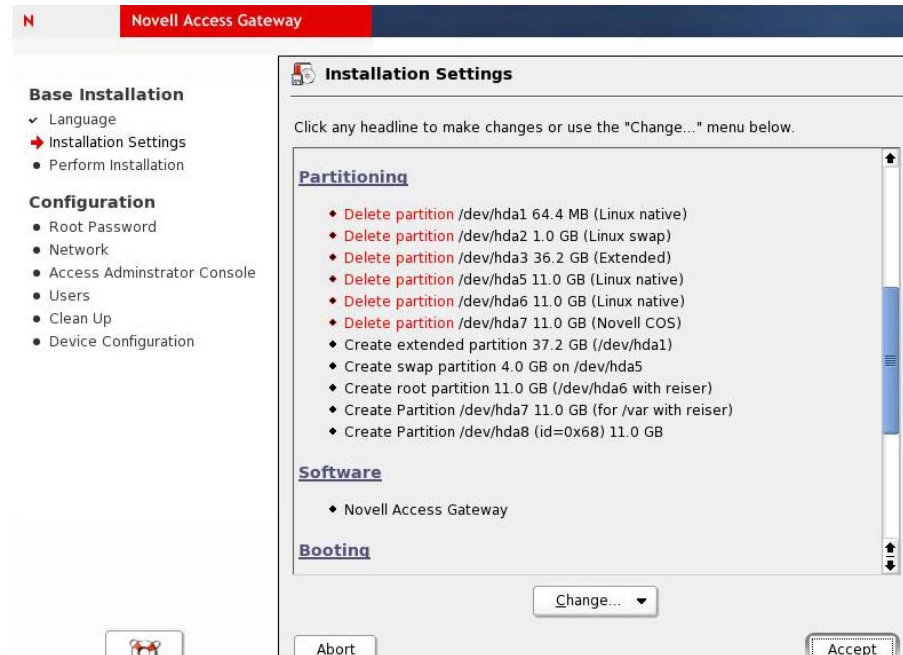 N Novell Access Gateway
Base Installation
Language
Installation Settings
Perform Installation
Configuration
Root Password
Network
Access Adminstrator Console
Users
Clean Up
Device Configuration
Installation Settings
Click any headline to make changes or use the "Change..." menu below.
Partitioning
Delete partition /dev/hda1 64.4 MB (Linux native)
Delete partition /dev/hda2 1.0 GB (Linux swap)
Delete partition /dev/hda3 36.2 GB (Extended)
Delete partition /dev/hda5 11.0 GB (Linux native)
Delete partition /dev/hda6 11.0 GB (Linux native)
Delete partition /dev/hda7 11.0 GB (Novell COS)
Create extended partition 37.2 GB (/dev/hda1)
Create swap partition 4.0 GB on /dev/hda5
Create root partition 11.0 GB (/dev/hda6 with reiser)
Create Partition /dev/hda7 11.0 GB (for /var with reiser)
Create Partition /dev/hda8 (id=0x68) 11.0 GB
Software
Novell Access Gateway
Booting
Change...
Abort
Accept